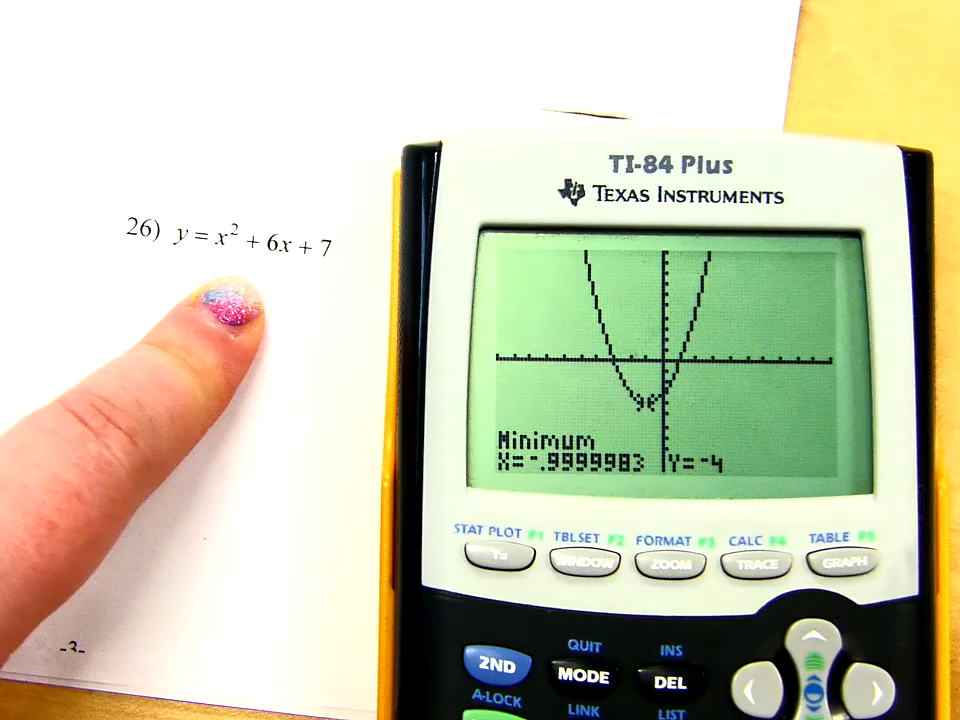 26) y = x² + 6x + 7
-3-
TI-84 Plus
TEXAS INSTRUMENTS
Minimum
X=-.9999983 Y=-4
STAT PLOT F1 TBLSET F2 FORMAT F3 CALC F4 TABLE F5
Y= WINDOW ZOOM TRACE GRAPH
QUIT INS
2ND MODE DEL
A-LOCK LINK LIST